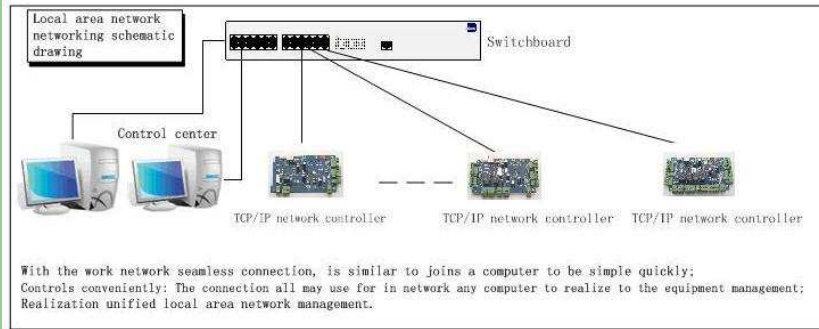 Local area network
networking schematic
drawing
Switchboard
Control center
TCP/IP network controller
TCP/IP network controller
TCP/IP network controller
With the work network seamless connection, is similar to joins a computer to be simple quickly;
Controls conveniently: The connection all may use for in network any computer to realize to the equipment management;
Realization unified local area network management.